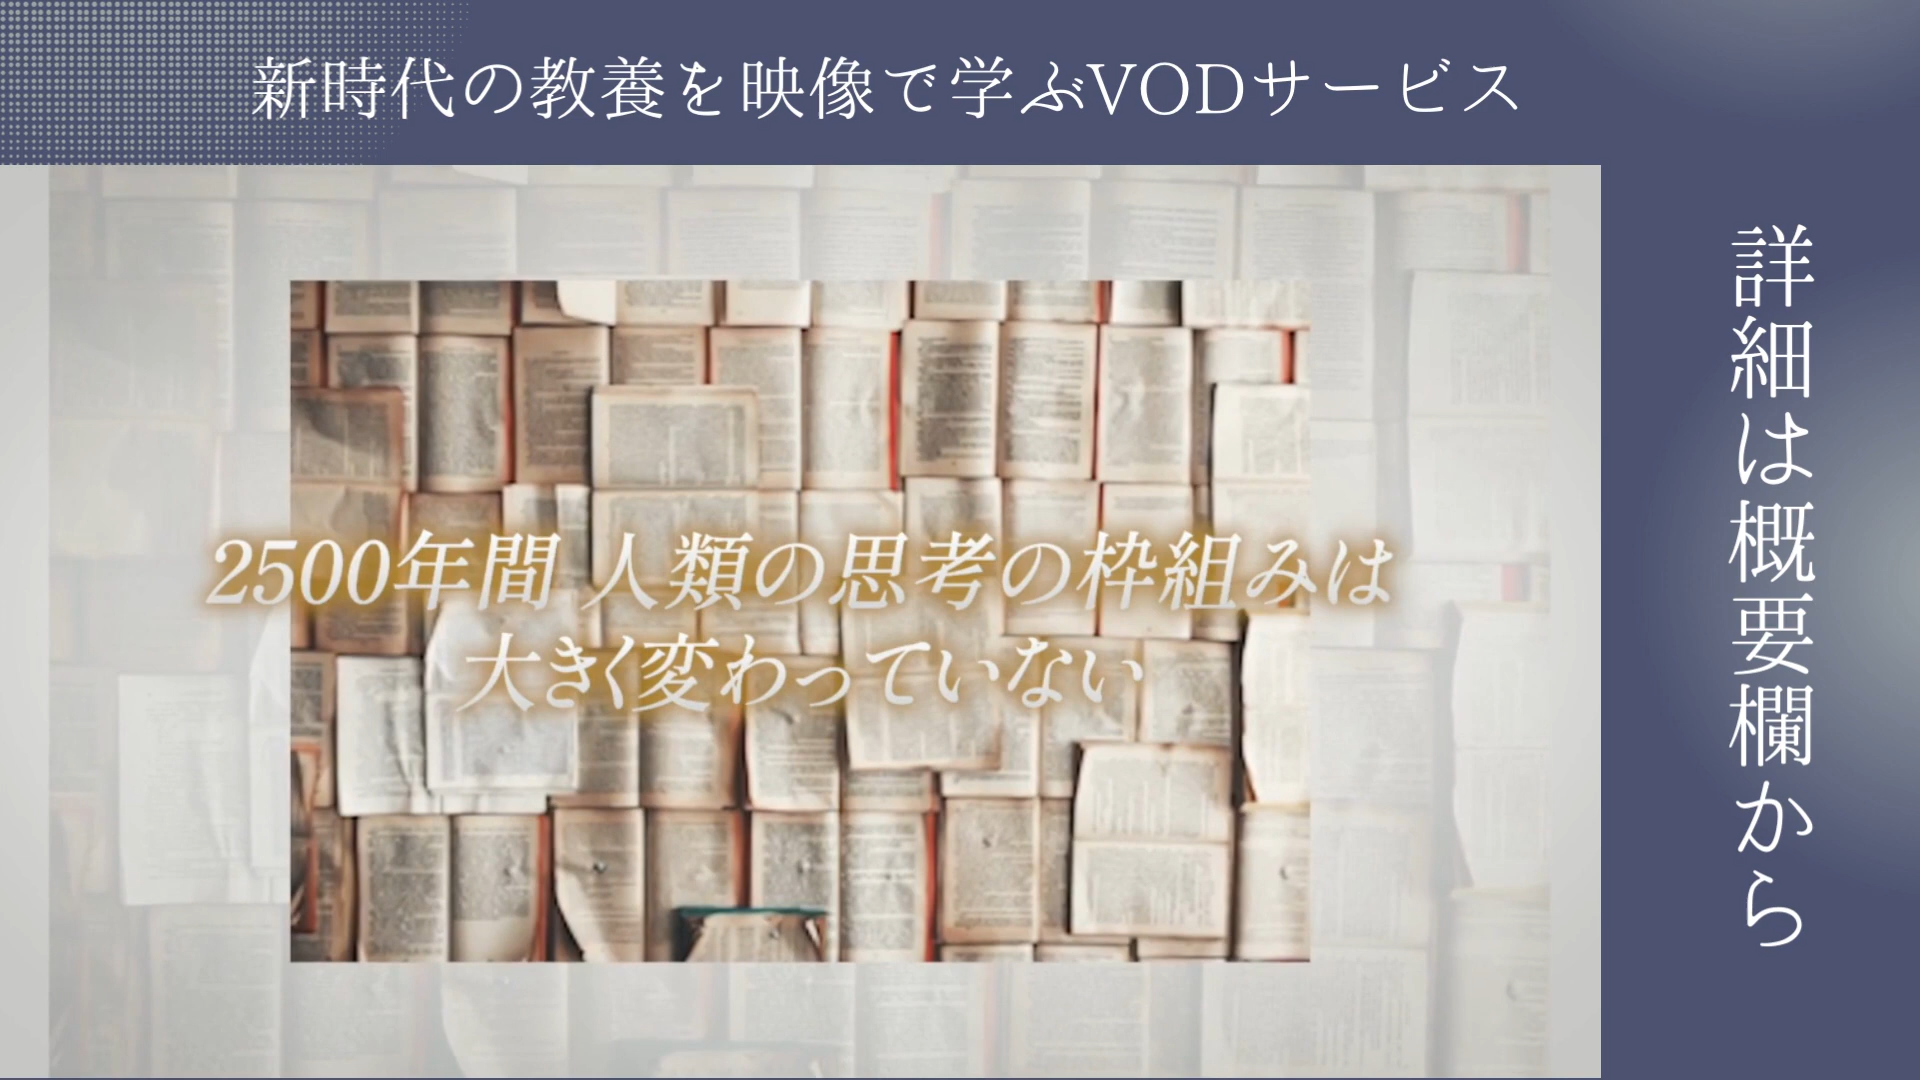 新時代の教養を映像で学ぶVODサービス
2500年間 人類の思考の枠組みは
大きく変わっていない
詳細は概要欄から